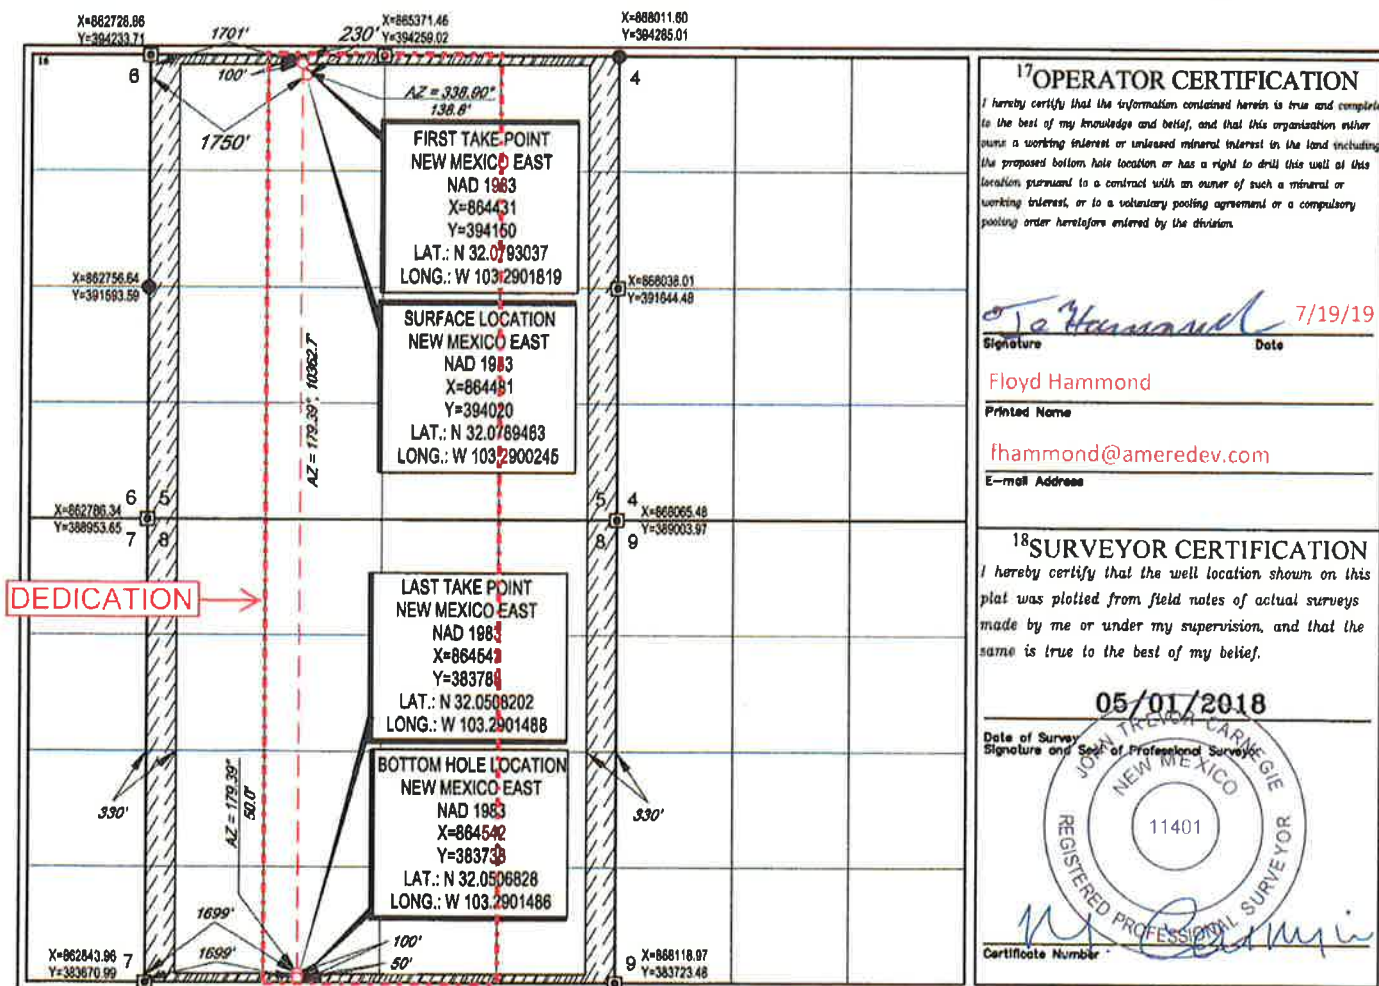 X=862728.86
Y=394233.71
1701'
230'
X=865371.46
Y=394259.02
X=868011.60
Y=394285.01
16
6
100'
4
AZ = 338.90°
138.8'
1750'
FIRST TAKE POINT
NEW MEXICO EAST
NAD 1983
X=864431
Y=394150
LAT.: N 32.0793037
LONG.: W 103.2901819
X=862756.64
Y=391593.59
X=868038.01
Y=391644.48
SURFACE LOCATION
NEW MEXICO EAST
NAD 1983
X=864481
Y=394020
LAT.: N 32.0789463
LONG.: W 103.2900245
AZ = 179.39°, 10362.7'
6 5
5 4
X=862786.34
Y=388953.65
7 8
8 9
X=868065.48
Y=389003.97
DEDICATION
LAST TAKE POINT
NEW MEXICO EAST
NAD 1983
X=864542
Y=383788
LAT.: N 32.0508202
LONG.: W 103.2901488
BOTTOM HOLE LOCATION
NEW MEXICO EAST
NAD 1983
X=864542
Y=383738
LAT.: N 32.0506828
LONG.: W 103.2901486
330'
330'
AZ = 179.39°
50.0'
1699'
1699'
100'
50'
X=862843.96
Y=383670.99
7
9
X=868118.97
Y=383723.48
17 OPERATOR CERTIFICATION
I hereby certify that the information contained herein is true and complete
to the best of my knowledge and belief, and that this organization either
owns a working interest or unleased mineral interest in the land including
the proposed bottom hole location or has a right to drill this well at this
location pursuant to a contract with an owner of such a mineral or
working interest, or to a voluntary pooling agreement or a compulsory
pooling order heretofore entered by the division.
7/19/19
Signature Date
Floyd Hammond
Printed Name
fhammond@ameredev.com
E-mail Address
18 SURVEYOR CERTIFICATION
I hereby certify that the well location shown on this
plat was plotted from field notes of actual surveys
made by me or under my supervision, and that the
same is true to the best of my belief.
05/01/2018
Date of Survey
Signature and Seal of Professional Surveyor
JOHN TREVOR CARNEGIE
NEW MEXICO
11401
REGISTERED PROFESSIONAL SURVEYOR
Certificate Number